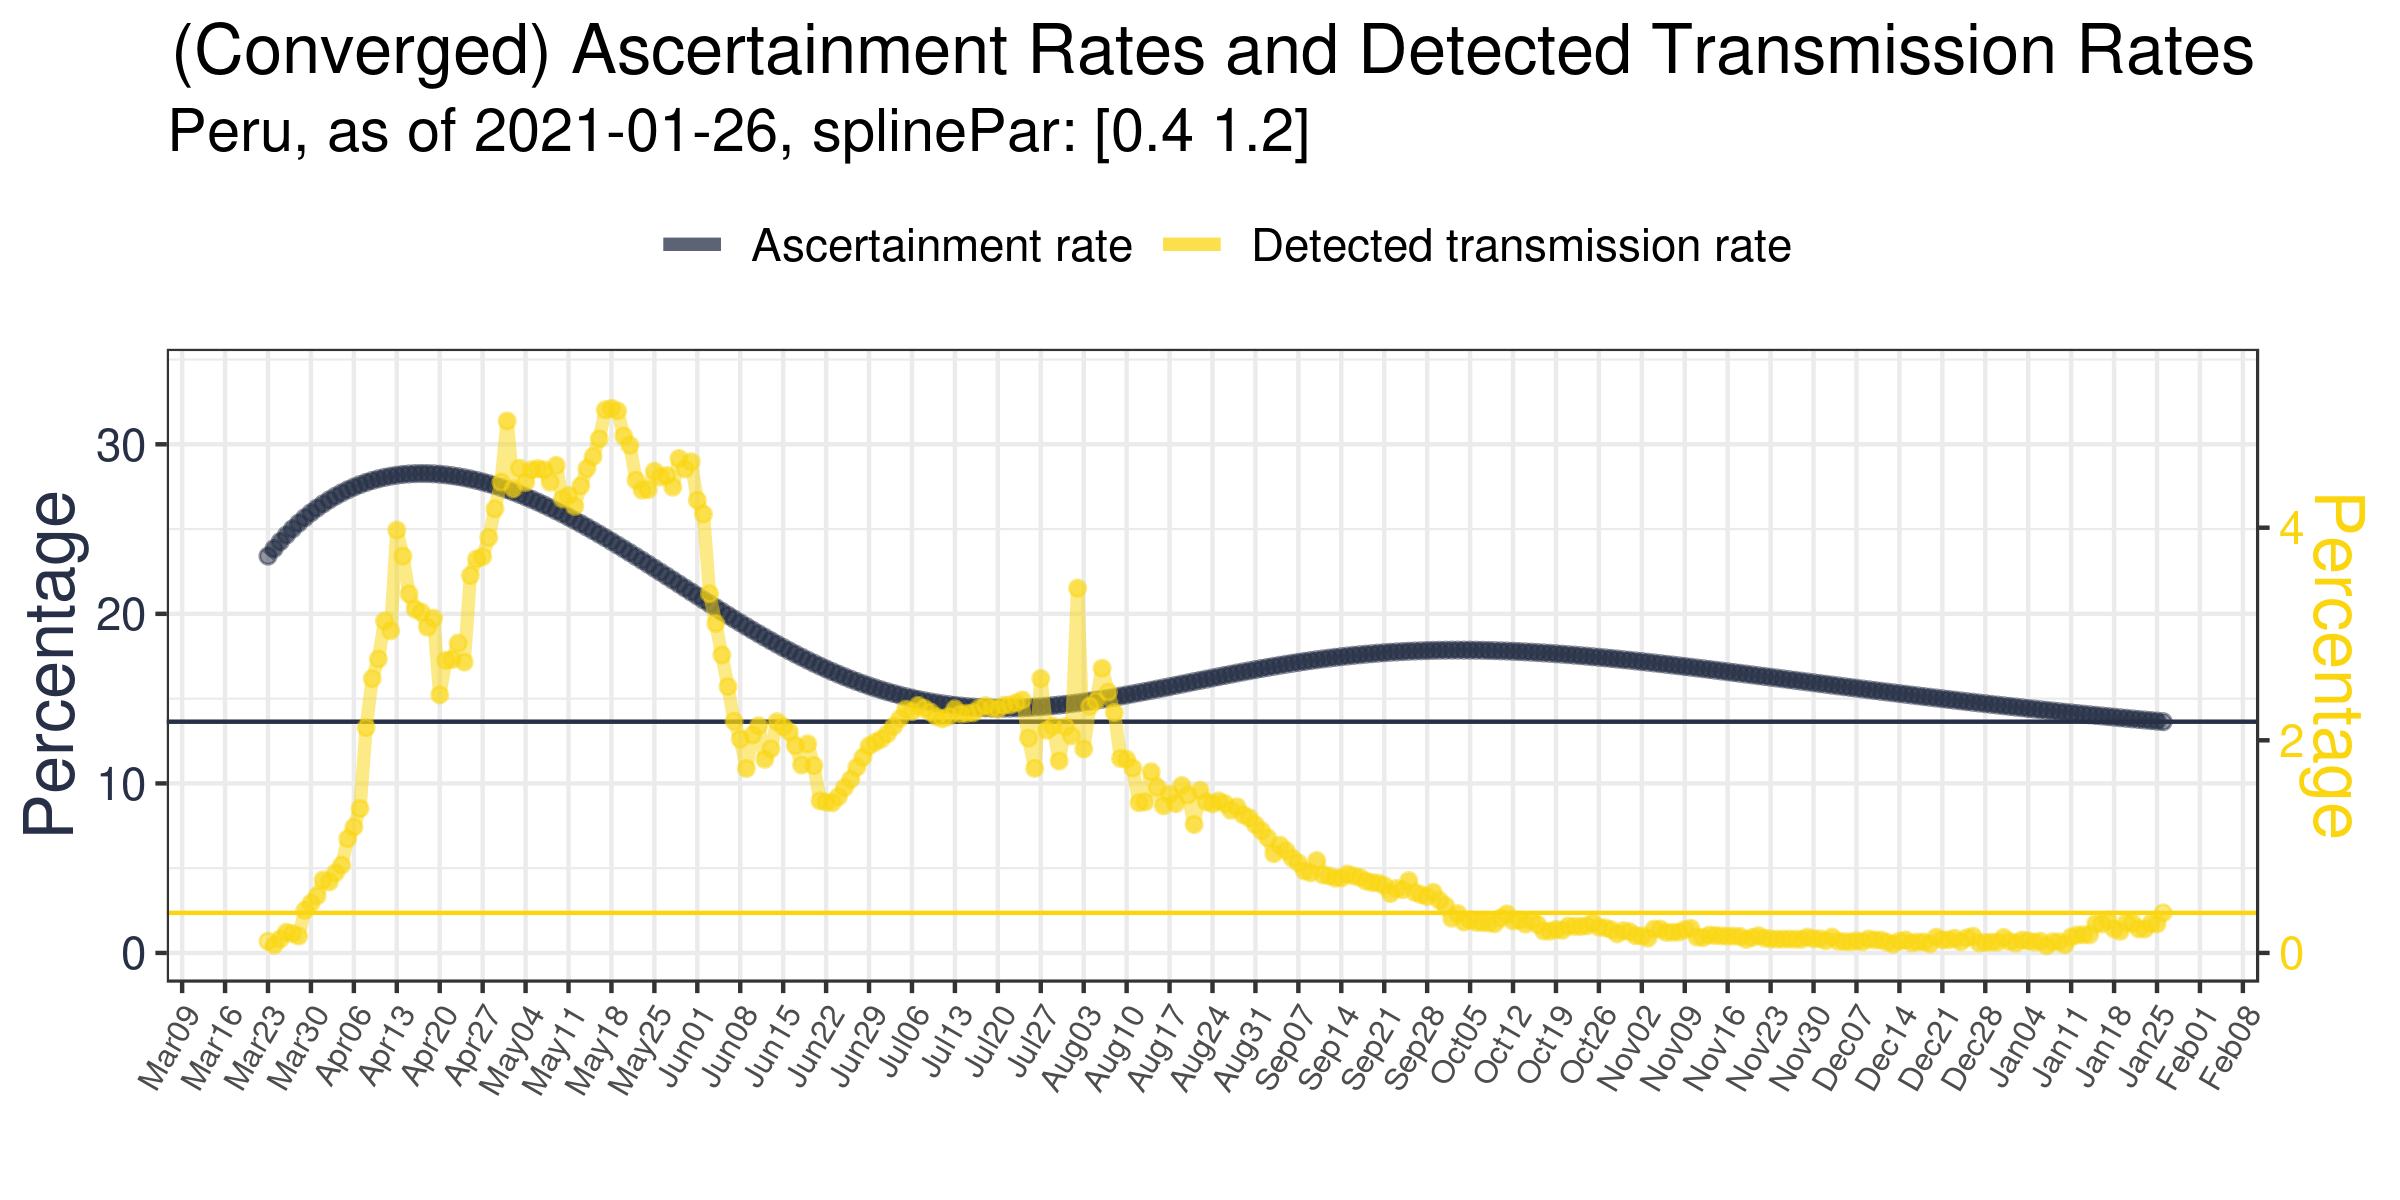 (Converged) Ascertainment Rates and Detected Transmission Rates
Peru, as of 2021-01-26, splinePar: [0.4 1.2]
Ascertainment rate
Detected transmission rate
Percentage
30
20
10
0
4
2
0
Percentage
Mar09
Mar16
Mar23
Mar30
Apr06
Apr13
Apr20
Apr27
May04
May11
May18
May25
Jun01
Jun08
Jun15
Jun22
Jun29
Jul06
Jul13
Jul20
Jul27
Aug03
Aug10
Aug17
Aug24
Aug31
Sep07
Sep14
Sep21
Sep28
Oct05
Oct12
Oct19
Oct26
Nov02
Nov09
Nov16
Nov23
Nov30
Dec07
Dec14
Dec21
Dec28
Jan04
Jan11
Jan18
Jan25
Feb01
Feb08